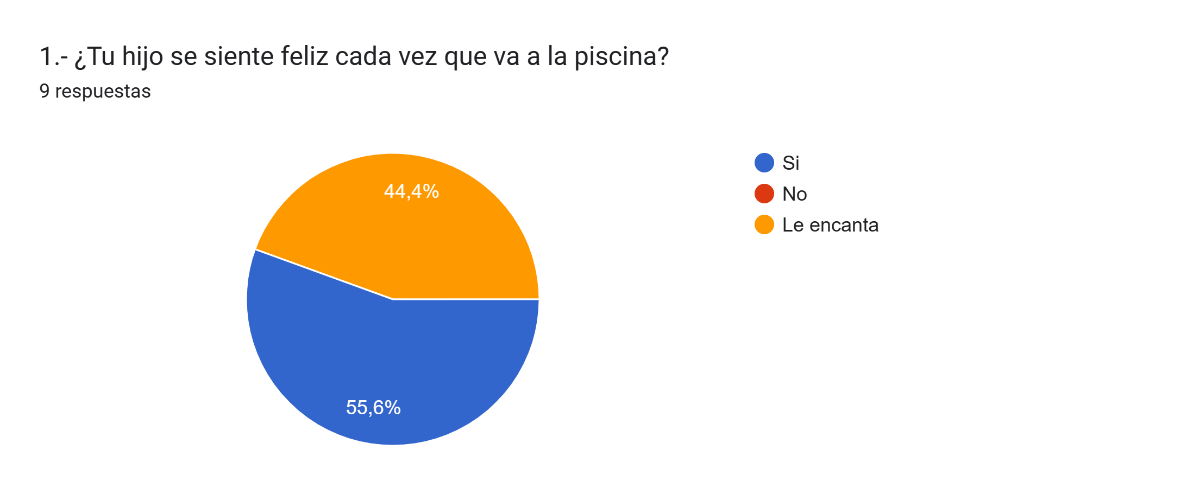 1.- ¿Tu hijo se siente feliz cada vez que va a la piscina?
9 respuestas
44,4%
55,6%
Si
No
Le encanta